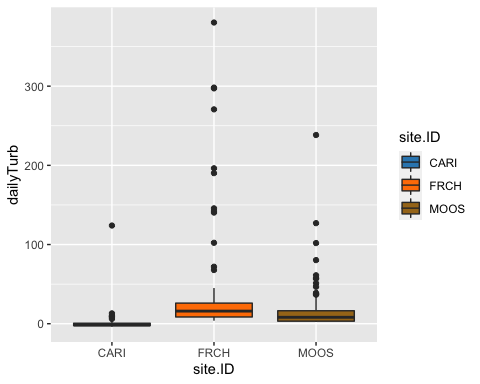 dailyTurb
300
200
100
0
CARI
FRCH
MOOS
site.ID
site.ID
CARI
FRCH
MOOS